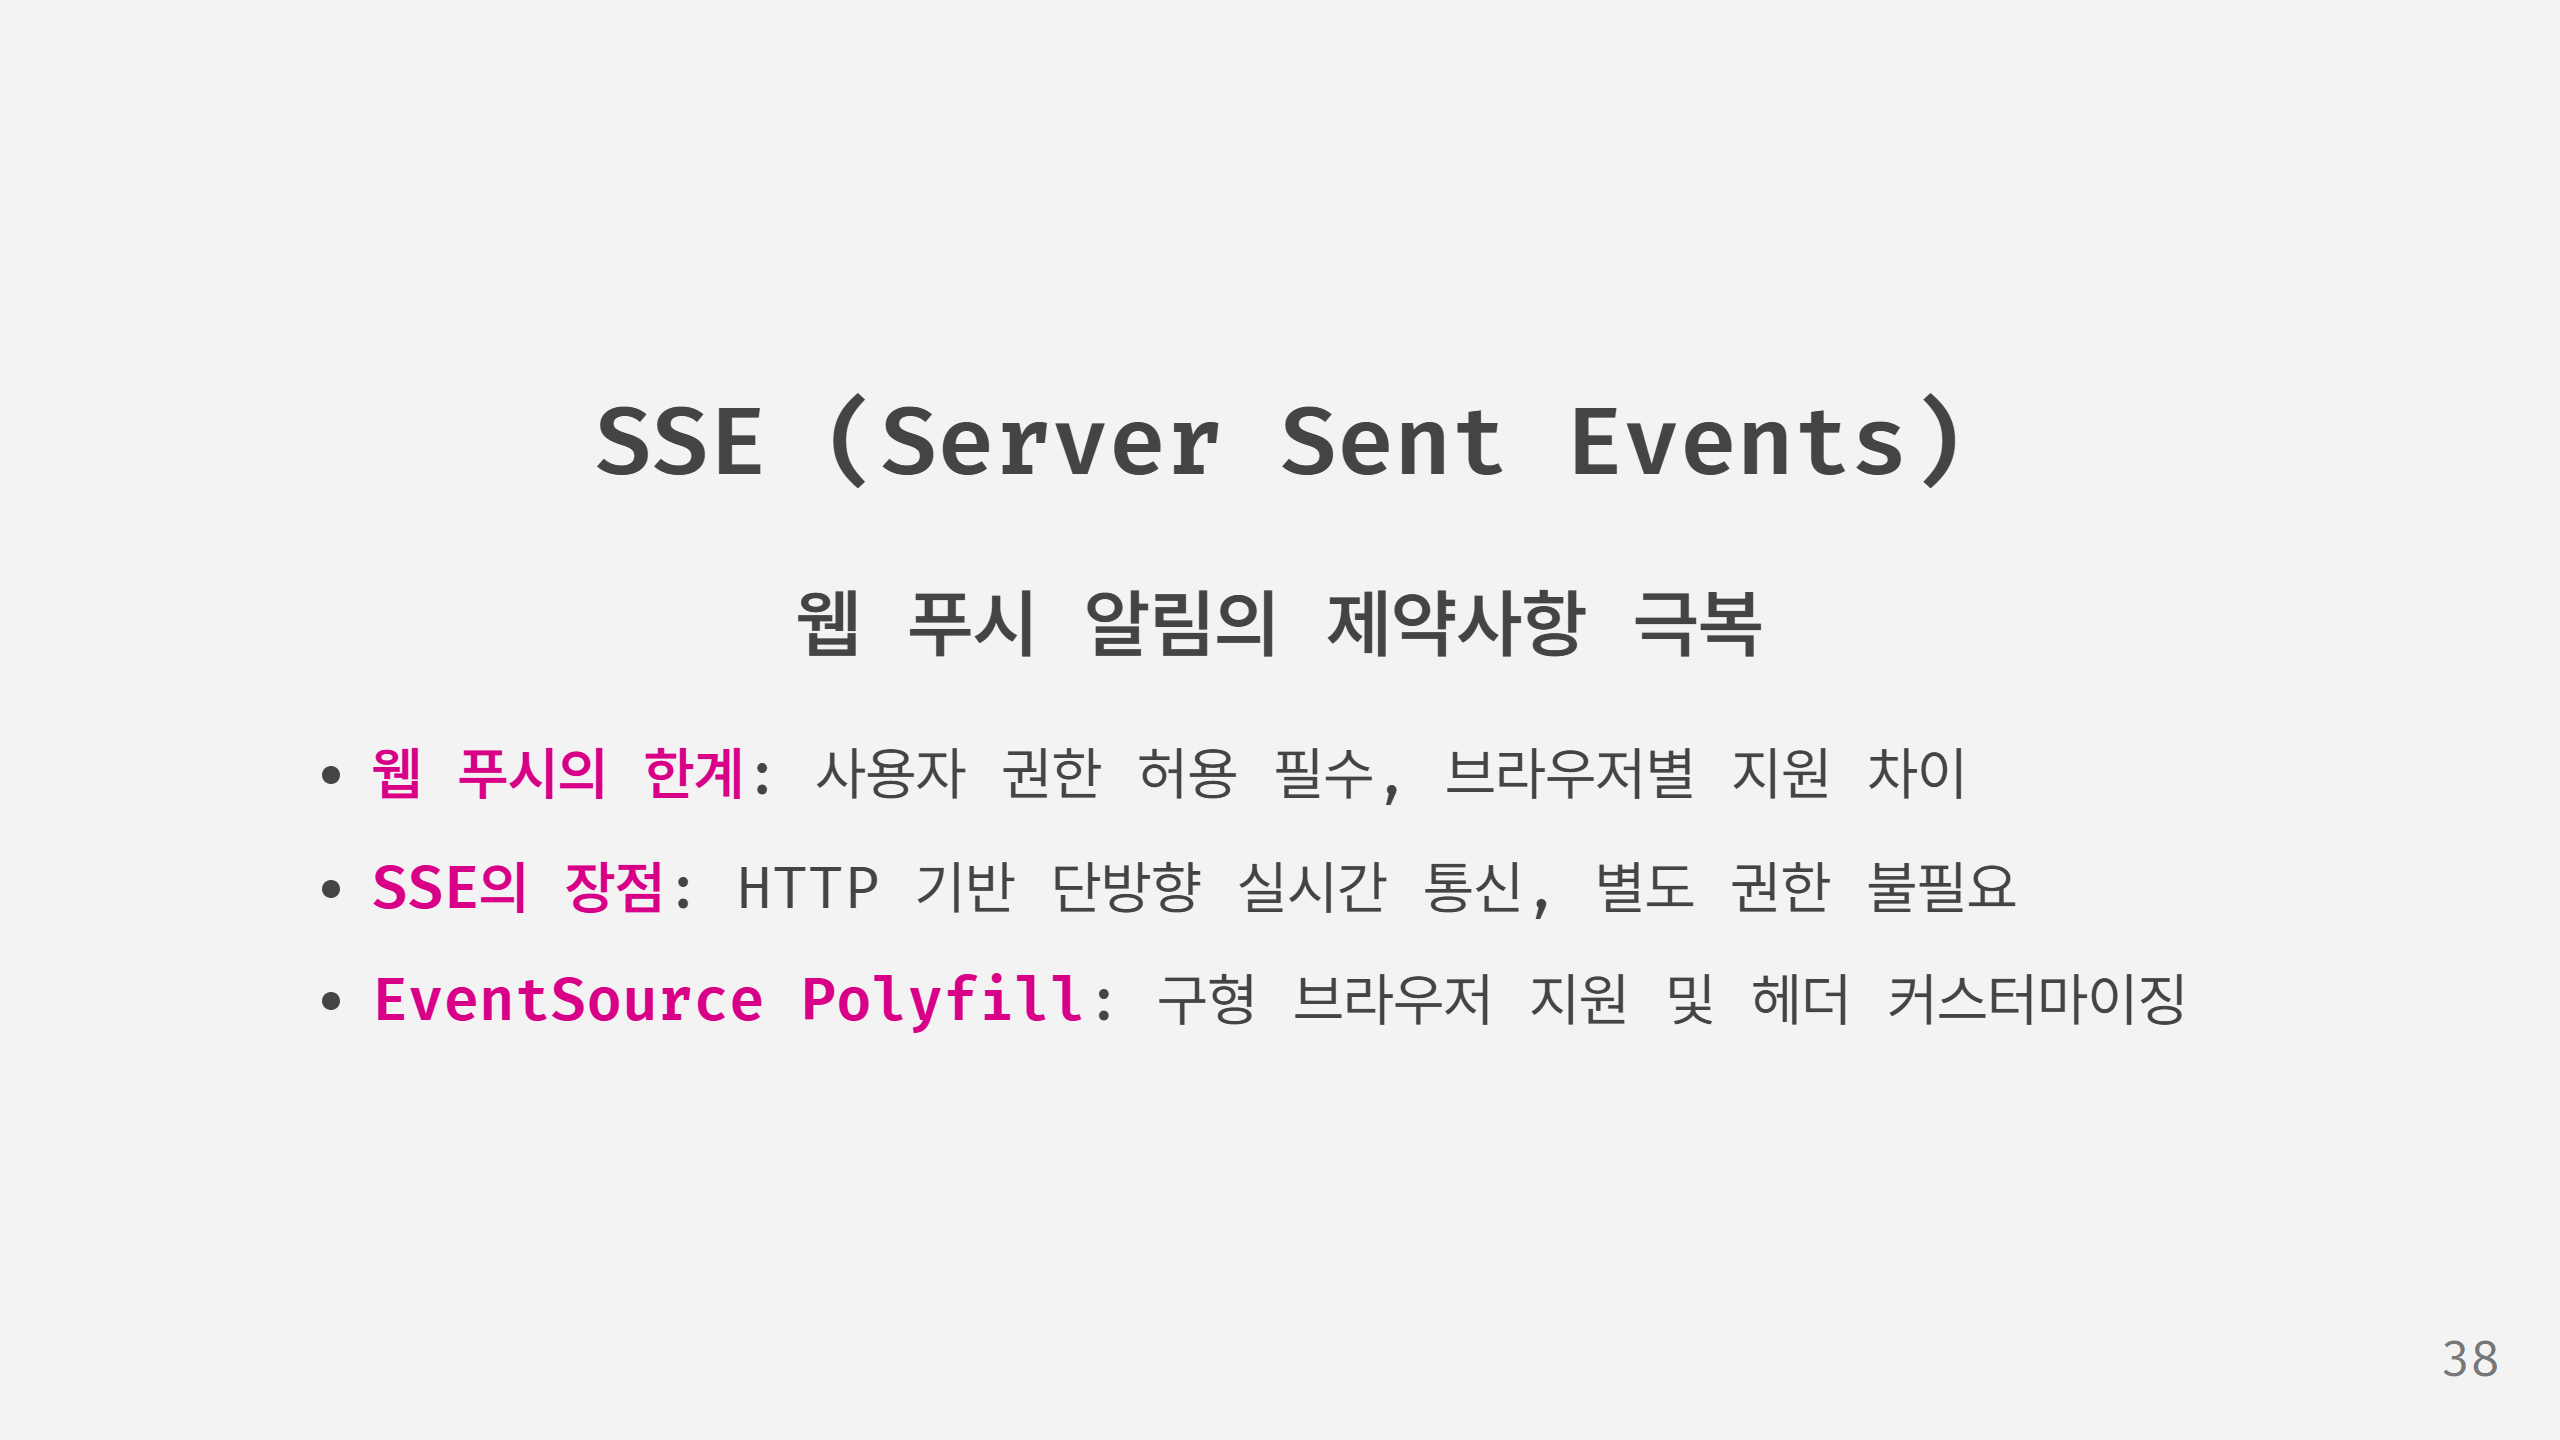 SSE (Server Sent Events)
웹 푸시 알림의 제약사항 극복
• 웹 푸시의 한계: 사용자 권한 허용 필수, 브라우저별 지원 차이
• SSE의 장점: HTTP 기반 단방향 실시간 통신, 별도 권한 불필요
• EventSource Polyfill: 구형 브라우저 지원 및 헤더 커스터마이징
38